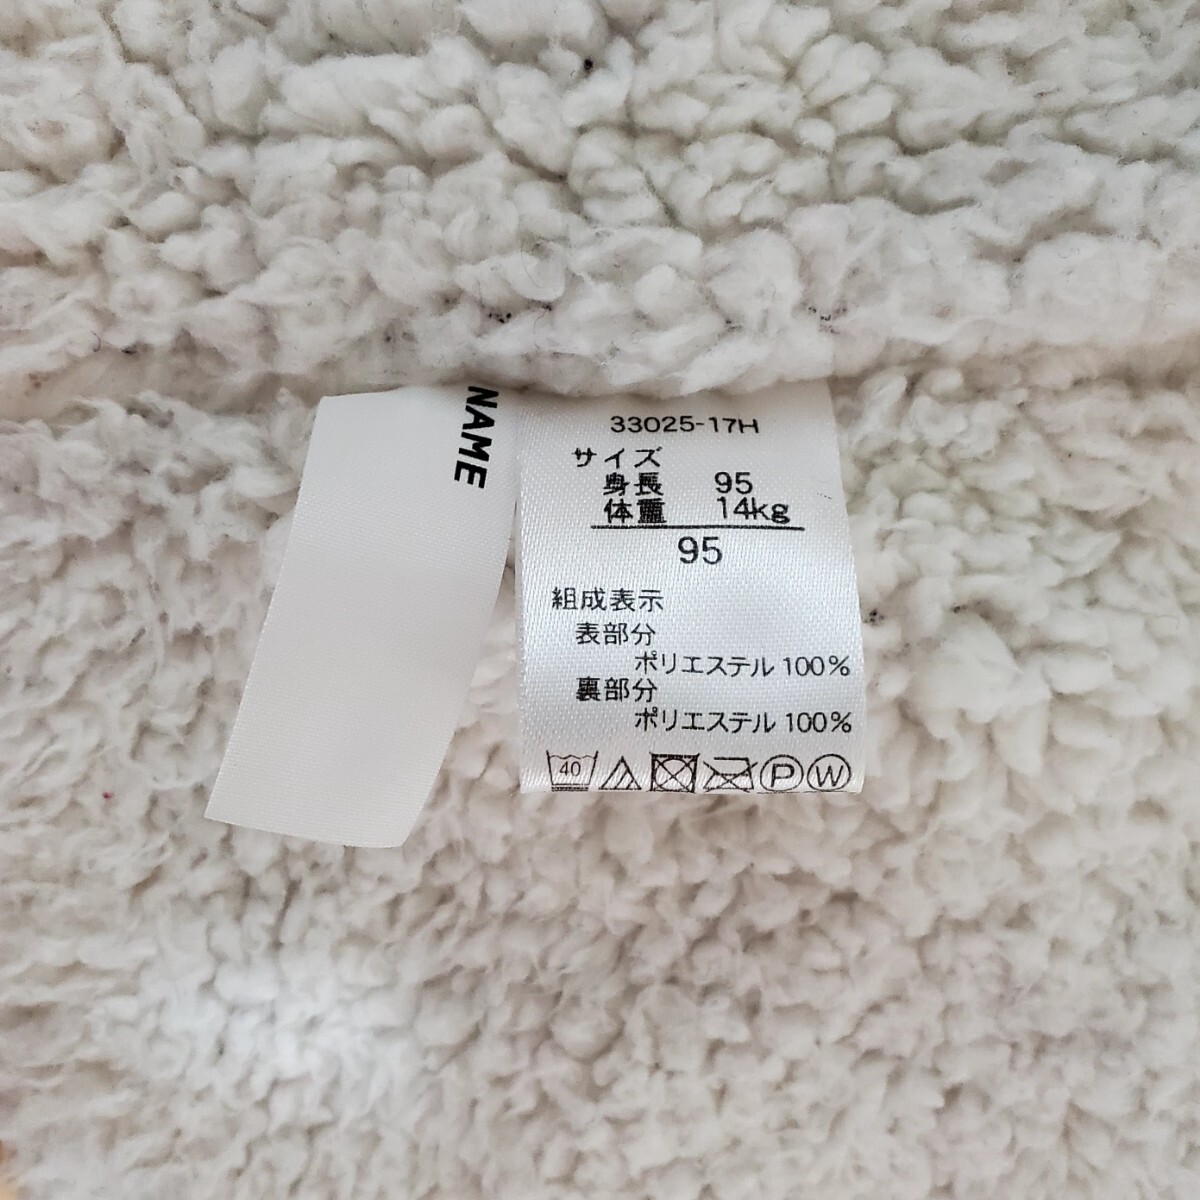 NAME
33025-17H
サイズ
身長 95
体重 14kg
95
組成表示
表部分
ポリエステル 100%
裏部分
ポリエステル 100%
40 P W